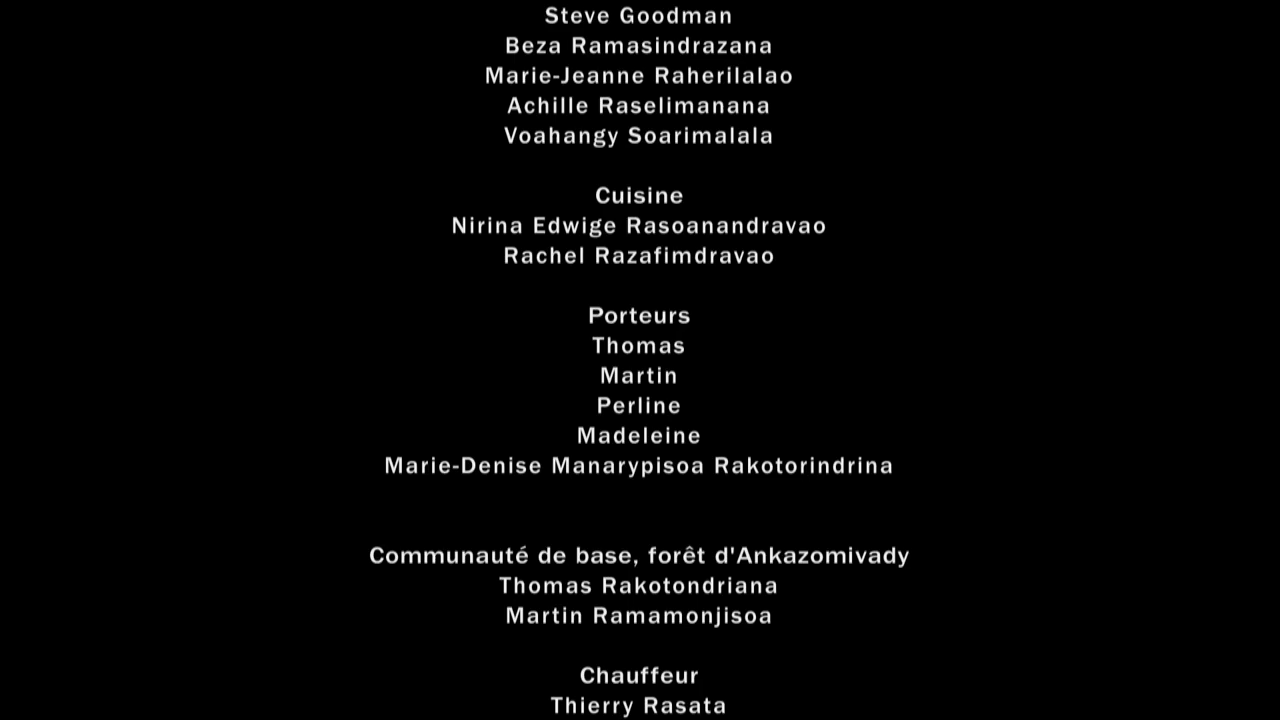 Steve Goodman
Beza Ramasindrazana
Marie-Jeanne Raherilalao
Achille Raselimanana
Voahangy Soarimalala
Cuisine
Nirina Edwige Rasoanandravao
Rachel Razafimdravao
Porteurs
Thomas
Martin
Perline
Madeleine
Marie-Denise Manarypisoa Rakotorindrina
Communauté de base, forêt d'Ankazomivady
Thomas Rakotondriana
Martin Ramamonjisoa
Chauffeur
Thierry Rasata